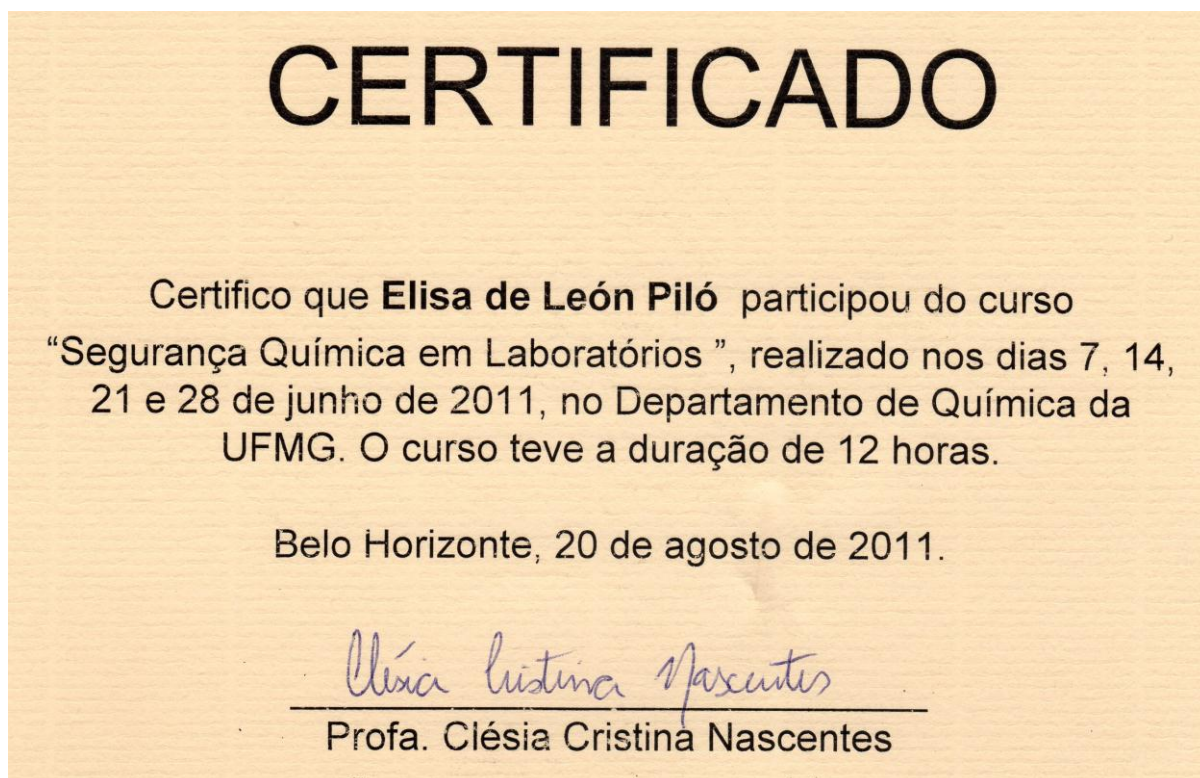 CERTIFICADO
Certifico que Elisa de León Piló participou do curso
“Segurança Química em Laboratórios ”, realizado nos dias 7, 14,
21 e 28 de junho de 2011, no Departamento de Química da
UFMG. O curso teve a duração de 12 horas.
Belo Horizonte, 20 de agosto de 2011.
Clésia Cristina Nascentes
Profa. Clésia Cristina Nascentes